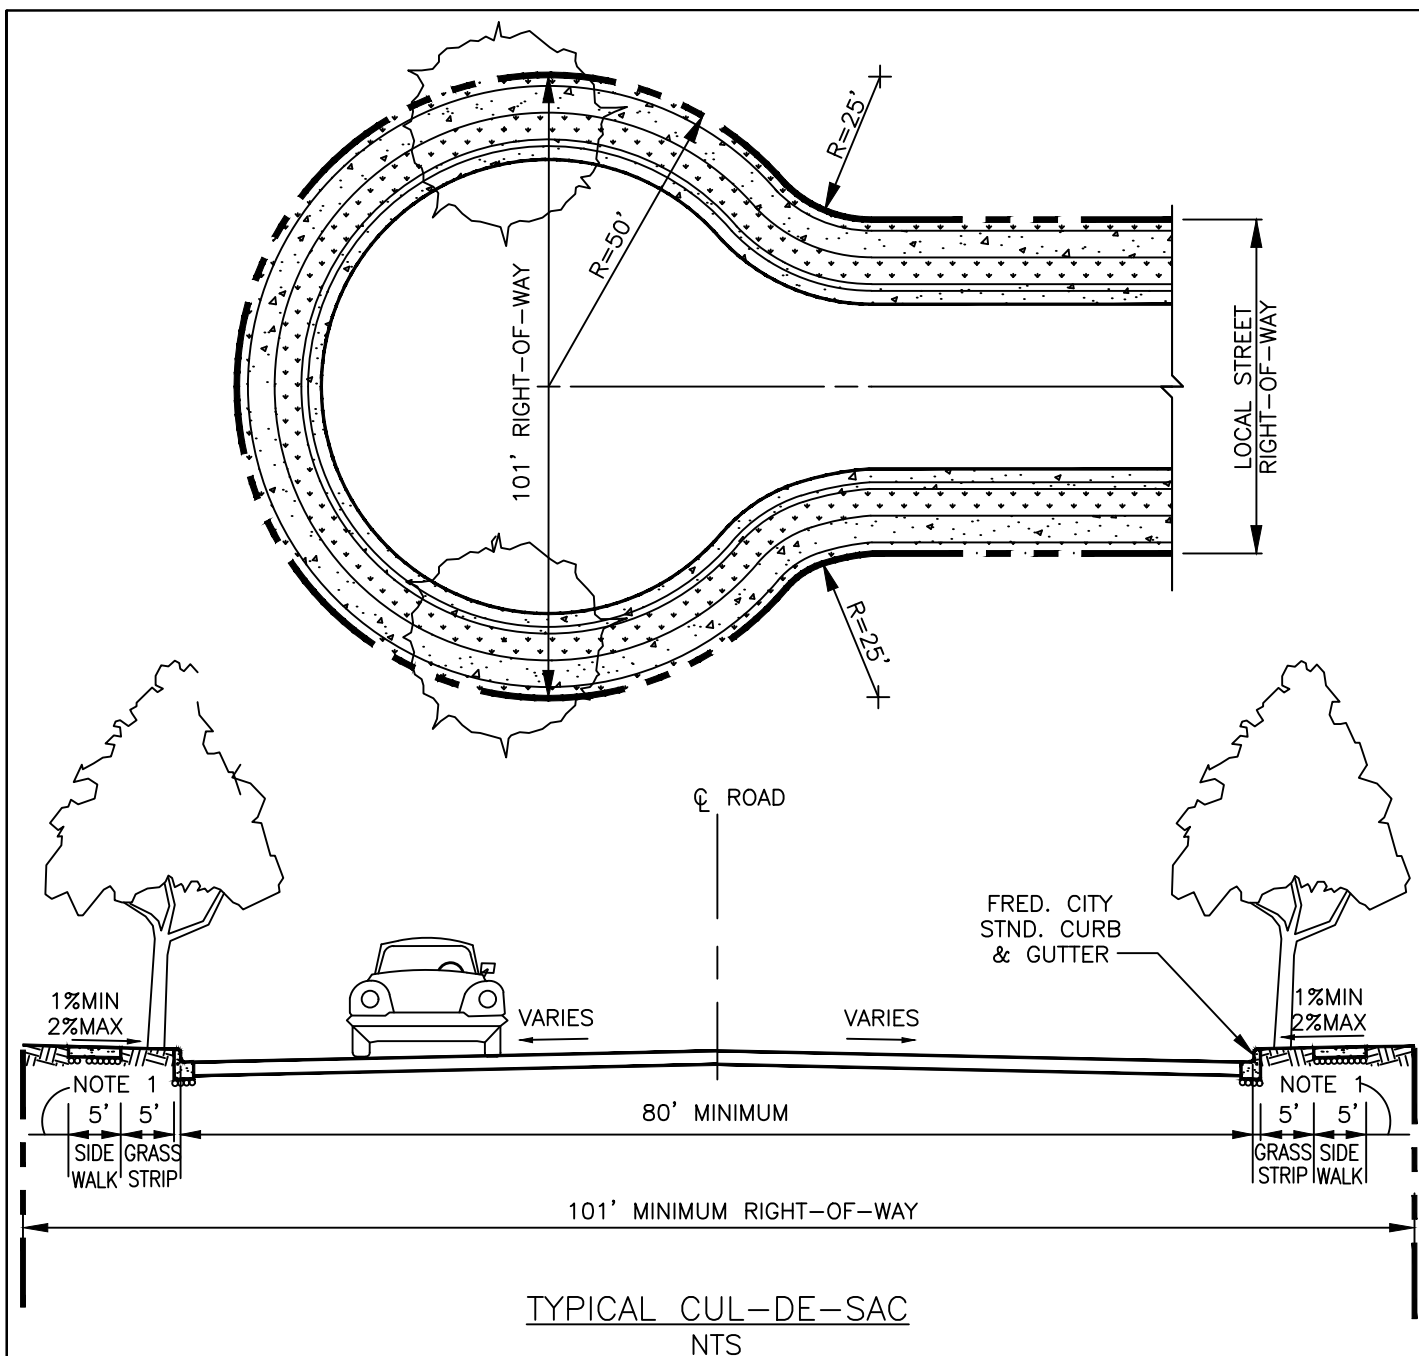 R=25'
R=50'
101' RIGHT-OF-WAY
LOCAL STREET
RIGHT-OF-WAY
R=25'
℄ ROAD
FRED. CITY
STND. CURB
& GUTTER
1%MIN
2%MAX
VARIES
VARIES
1%MIN
2%MAX
NOTE 1
NOTE 1
5' 5'
80' MINIMUM
5' 5'
SIDE
WALK
GRASS
STRIP
GRASS
STRIP
SIDE
WALK
101' MINIMUM RIGHT-OF-WAY
TYPICAL CUL-DE-SAC
NTS